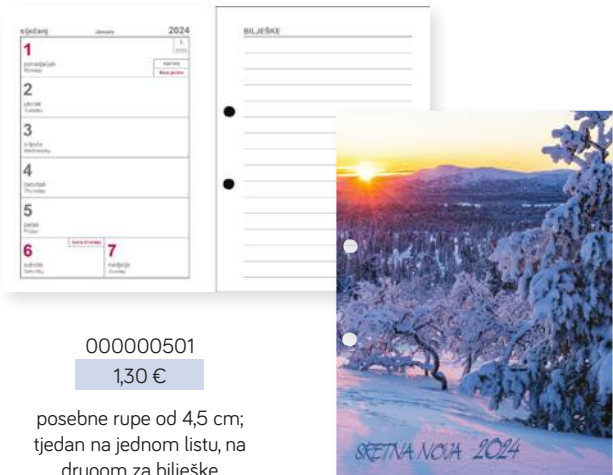 siječanj January 2024
1
1.
ponedjeljak
Monday
Nova godina
2
utorak
Tuesday
3
srijeda
Wednesday
4
četvrtak
Thursday
5
petak
Friday
6
Sveta tri kralja
7
subota
Saturday
nedjelja
Sunday
BILJEŠKE
SRETNA NOVA 2024
000000501
1,30 €
posebne rupe od 4,5 cm;
tjedan na jednom listu, na
drugom za bilješke